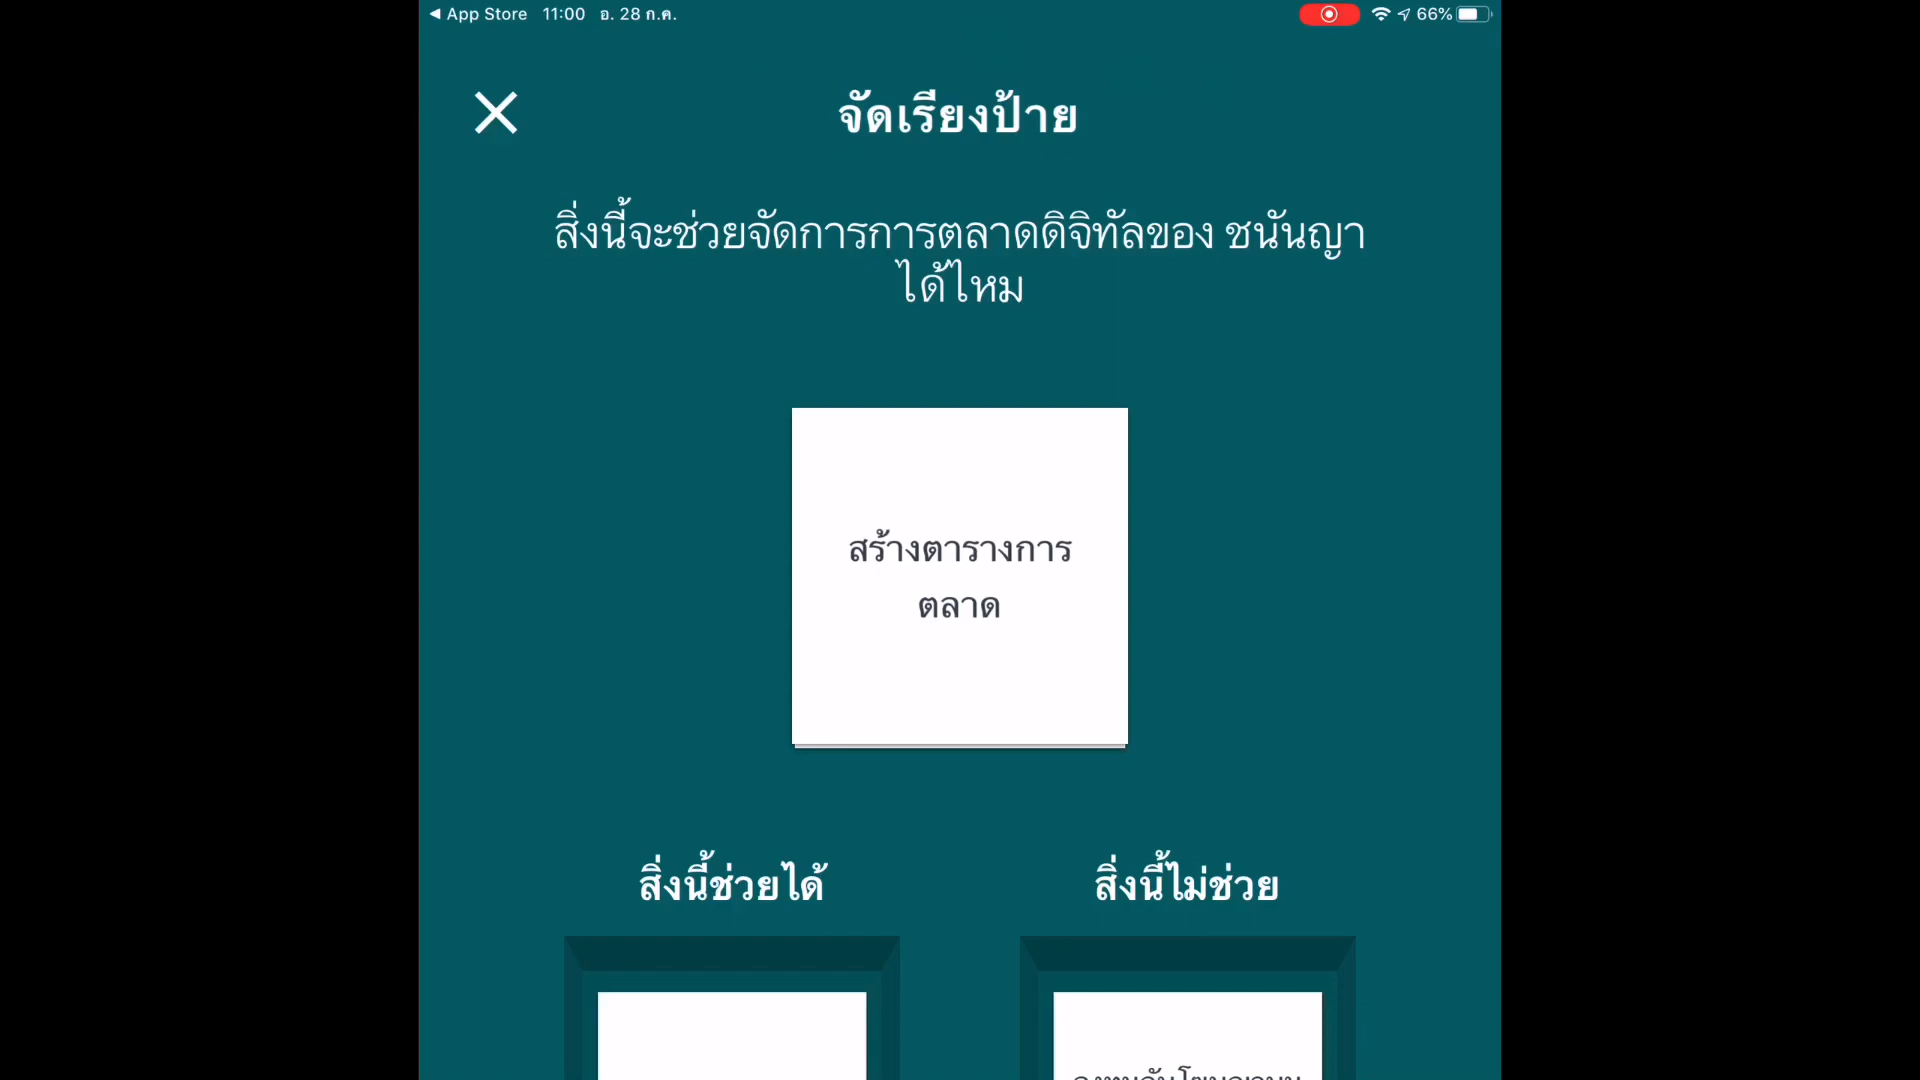 ◀ App Store 11:00 อ. 28 ก.ค. 66%
จัดเรียงป้าย
สิ่งนี้จะช่วยจัดการการตลาดดิจิทัลของ ชนันญา
ได้ไหม
สร้างตารางการ
ตลาด
สิ่งนี้ช่วยได้ สิ่งนี้ไม่ช่วย